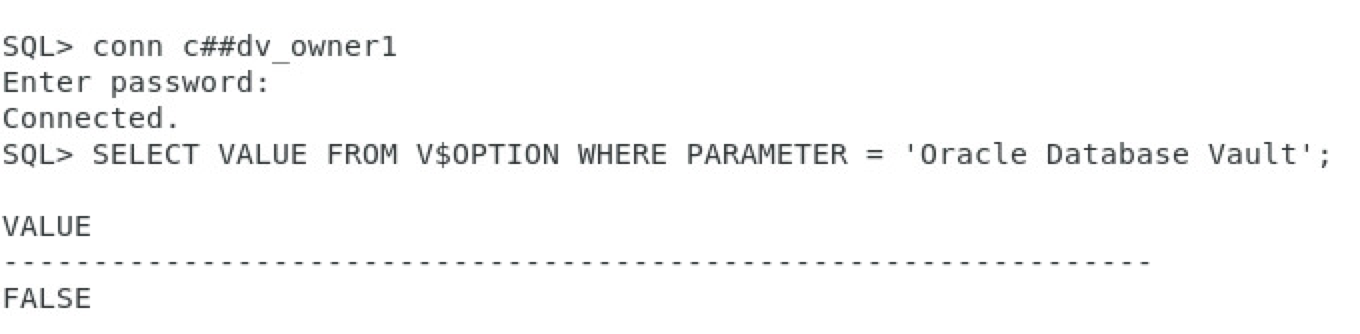 SQL> conn c##dv_owner1
Enter password:
Connected.
SQL> SELECT VALUE FROM V$OPTION WHERE PARAMETER = 'Oracle Database Vault';
VALUE
----------------------------------------------------------------
FALSE